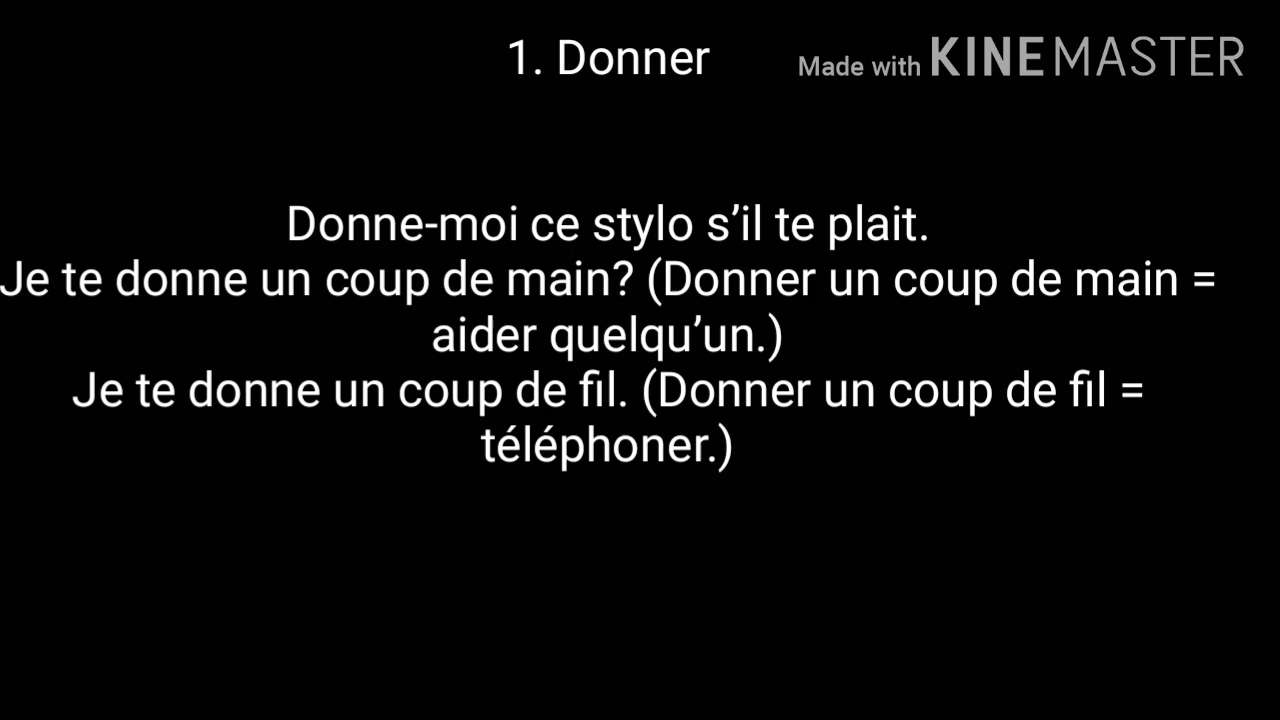 1. Donner
Made with KINEMASTER
Donne-moi ce stylo s’il te plait.
Je te donne un coup de main? (Donner un coup de main =
aider quelqu’un.)
Je te donne un coup de fil. (Donner un coup de fil =
téléphoner.)